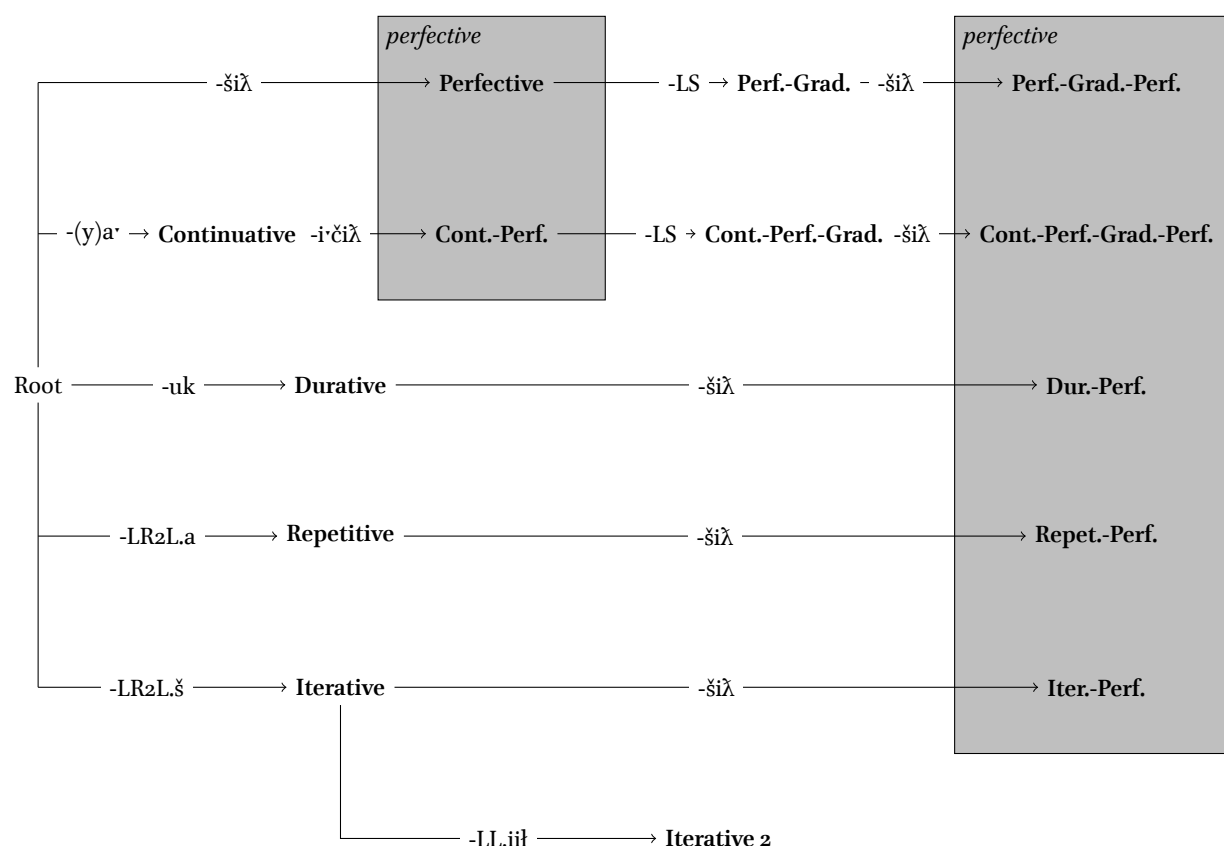 perfective perfective
-šiƛ Perfective -LS Perf.-Grad. -šiƛ Perf.-Grad.-Perf.
-(y)aˑ Continuative -iˑčiƛ Cont.-Perf. -LS Cont.-Perf.-Grad. -šiƛ Cont.-Perf.-Grad.-Perf.
Root -uk Durative -šiƛ Dur.-Perf.
-LR2L.a Repetitive -šiƛ Repet.-Perf.
-LR2L.š Iterative -šiƛ Iter.-Perf.
Iterative 2